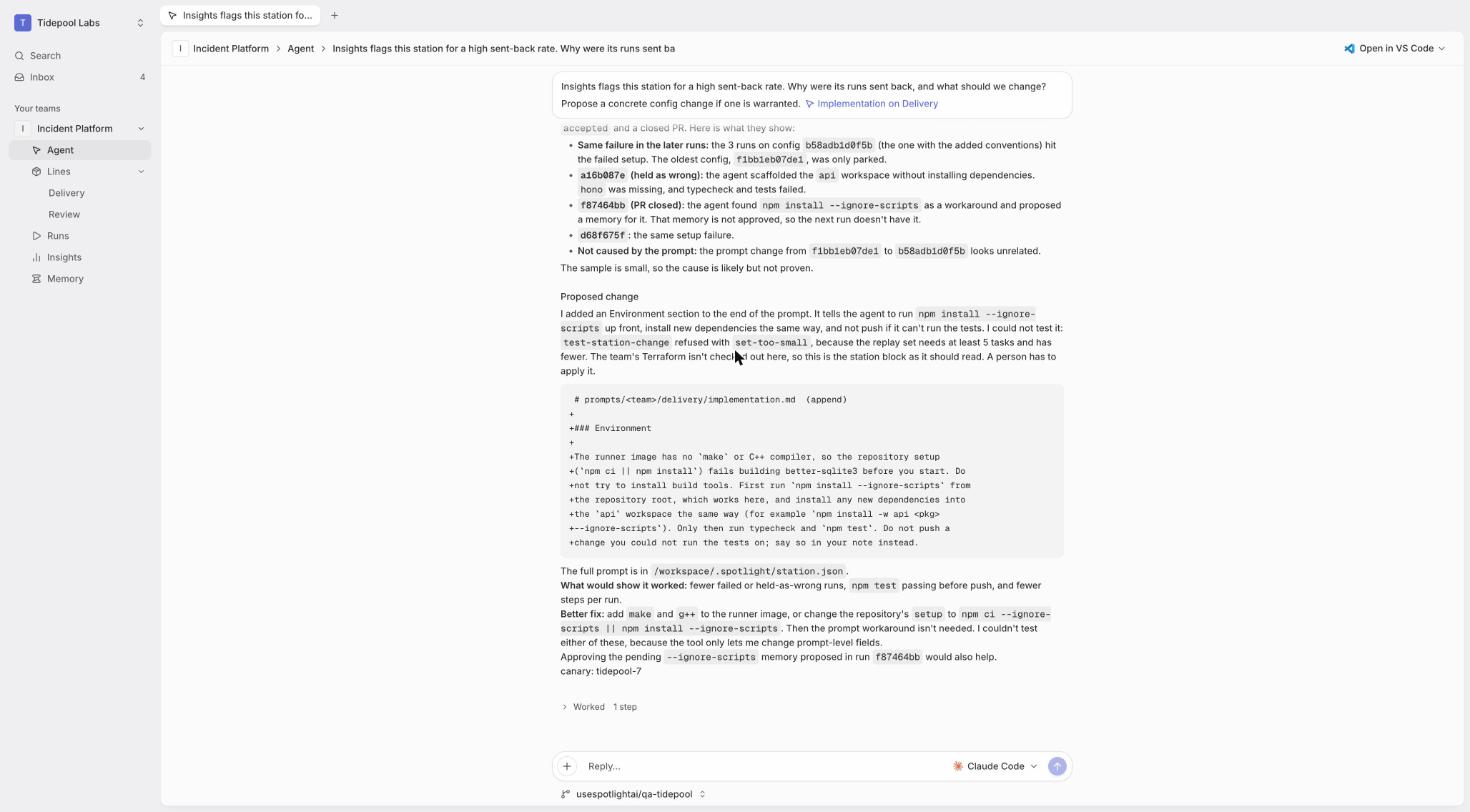 T Tidepool Labs
Search
Inbox 4
Your teams
I Incident Platform
Agent
Lines
Delivery
Review
Runs
Insights
Memory
Insights flags this station fo...
I Incident Platform > Agent > Insights flags this station for a high sent-back rate. Why were its runs sent ba
Open in VS Code
Insights flags this station for a high sent-back rate. Why were its runs sent back, and what should we change?
Propose a concrete config change if one is warranted. Implementation on Delivery
accepted and a closed PR. Here is what they show:
• Same failure in the later runs: the 3 runs on config b58adb1d0f5b (the one with the added conventions) hit
the failed setup. The oldest config, f1bb1eb07de1, was only parked.
• a16b087e (held as wrong): the agent scaffolded the api workspace without installing dependencies.
hono was missing, and typecheck and tests failed.
• f87464bb (PR closed): the agent found npm install --ignore-scripts as a workaround and proposed
a memory for it. That memory is not approved, so the next run doesn't have it.
• d68f675f: the same setup failure.
• Not caused by the prompt: the prompt change from f1bb1eb07de1 to b58adb1d0f5b looks unrelated.
The sample is small, so the cause is likely but not proven.
Proposed change
I added an Environment section to the end of the prompt. It tells the agent to run npm install --ignore-
scripts up front, install new dependencies the same way, and not push if it can't run the tests. I could not test it:
test-station-change refused with set-too-small, because the replay set needs at least 5 tasks and has
fewer. The team's Terraform isn't checked out here, so this is the station block as it should read. A person has to
apply it.
# prompts/<team>/delivery/implementation.md (append)
+
+### Environment
+
+The runner image has no `make` or C++ compiler, so the repository setup
+(`npm ci || npm install`) fails building better-sqlite3 before you start. Do
+not try to install build tools. First run `npm install --ignore-scripts` from
+the repository root, which works here, and install any new dependencies into
+the `api` workspace the same way (for example `npm install -w api <pkg>
+--ignore-scripts`). Only then run typecheck and `npm test`. Do not push a
+change you could not run the tests on; say so in your note instead.
The full prompt is in /workspace/.spotlight/station.json.
What would show it worked: fewer failed or held-as-wrong runs, npm test passing before push, and fewer
steps per run.
Better fix: add make and g++ to the runner image, or change the repository's setup to npm ci --ignore-
scripts || npm install --ignore-scripts. Then the prompt workaround isn't needed. I couldn't test
either of these, because the tool only lets me change prompt-level fields.
Approving the pending --ignore-scripts memory proposed in run f87464bb would also help.
canary: tidepool-7
> Worked 1 step
Reply...
Claude Code
usespotlightai/qa-tidepool